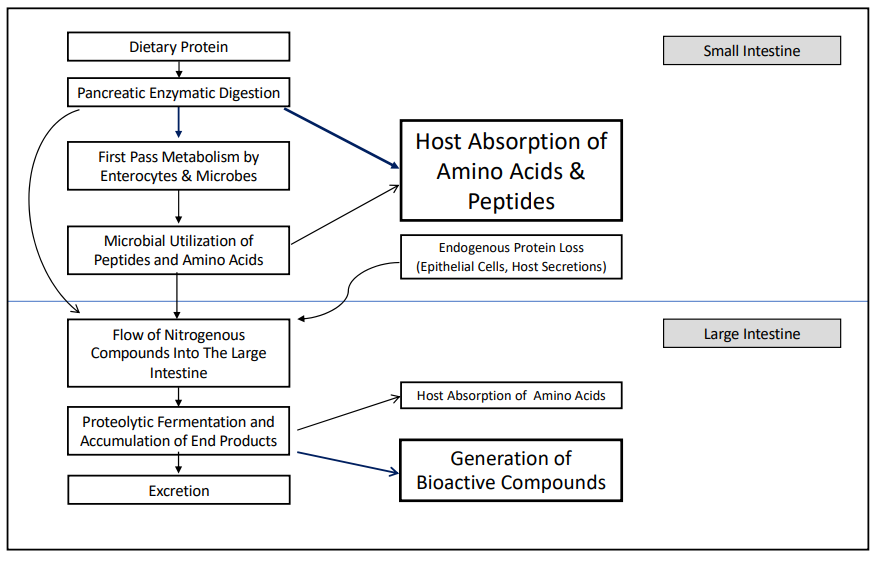 Dietary Protein
Small Intestine
Pancreatic Enzymatic Digestion
Host Absorption of
Amino Acids &
Peptides
First Pass Metabolism by
Enterocytes & Microbes
Microbial Utilization of
Peptides and Amino Acids
Endogenous Protein Loss
(Epithelial Cells, Host Secretions)
Flow of Nitrogenous
Compounds Into The Large
Intestine
Large Intestine
Host Absorption of Amino Acids
Proteolytic Fermentation and
Accumulation of End Products
Generation of
Bioactive Compounds
Excretion